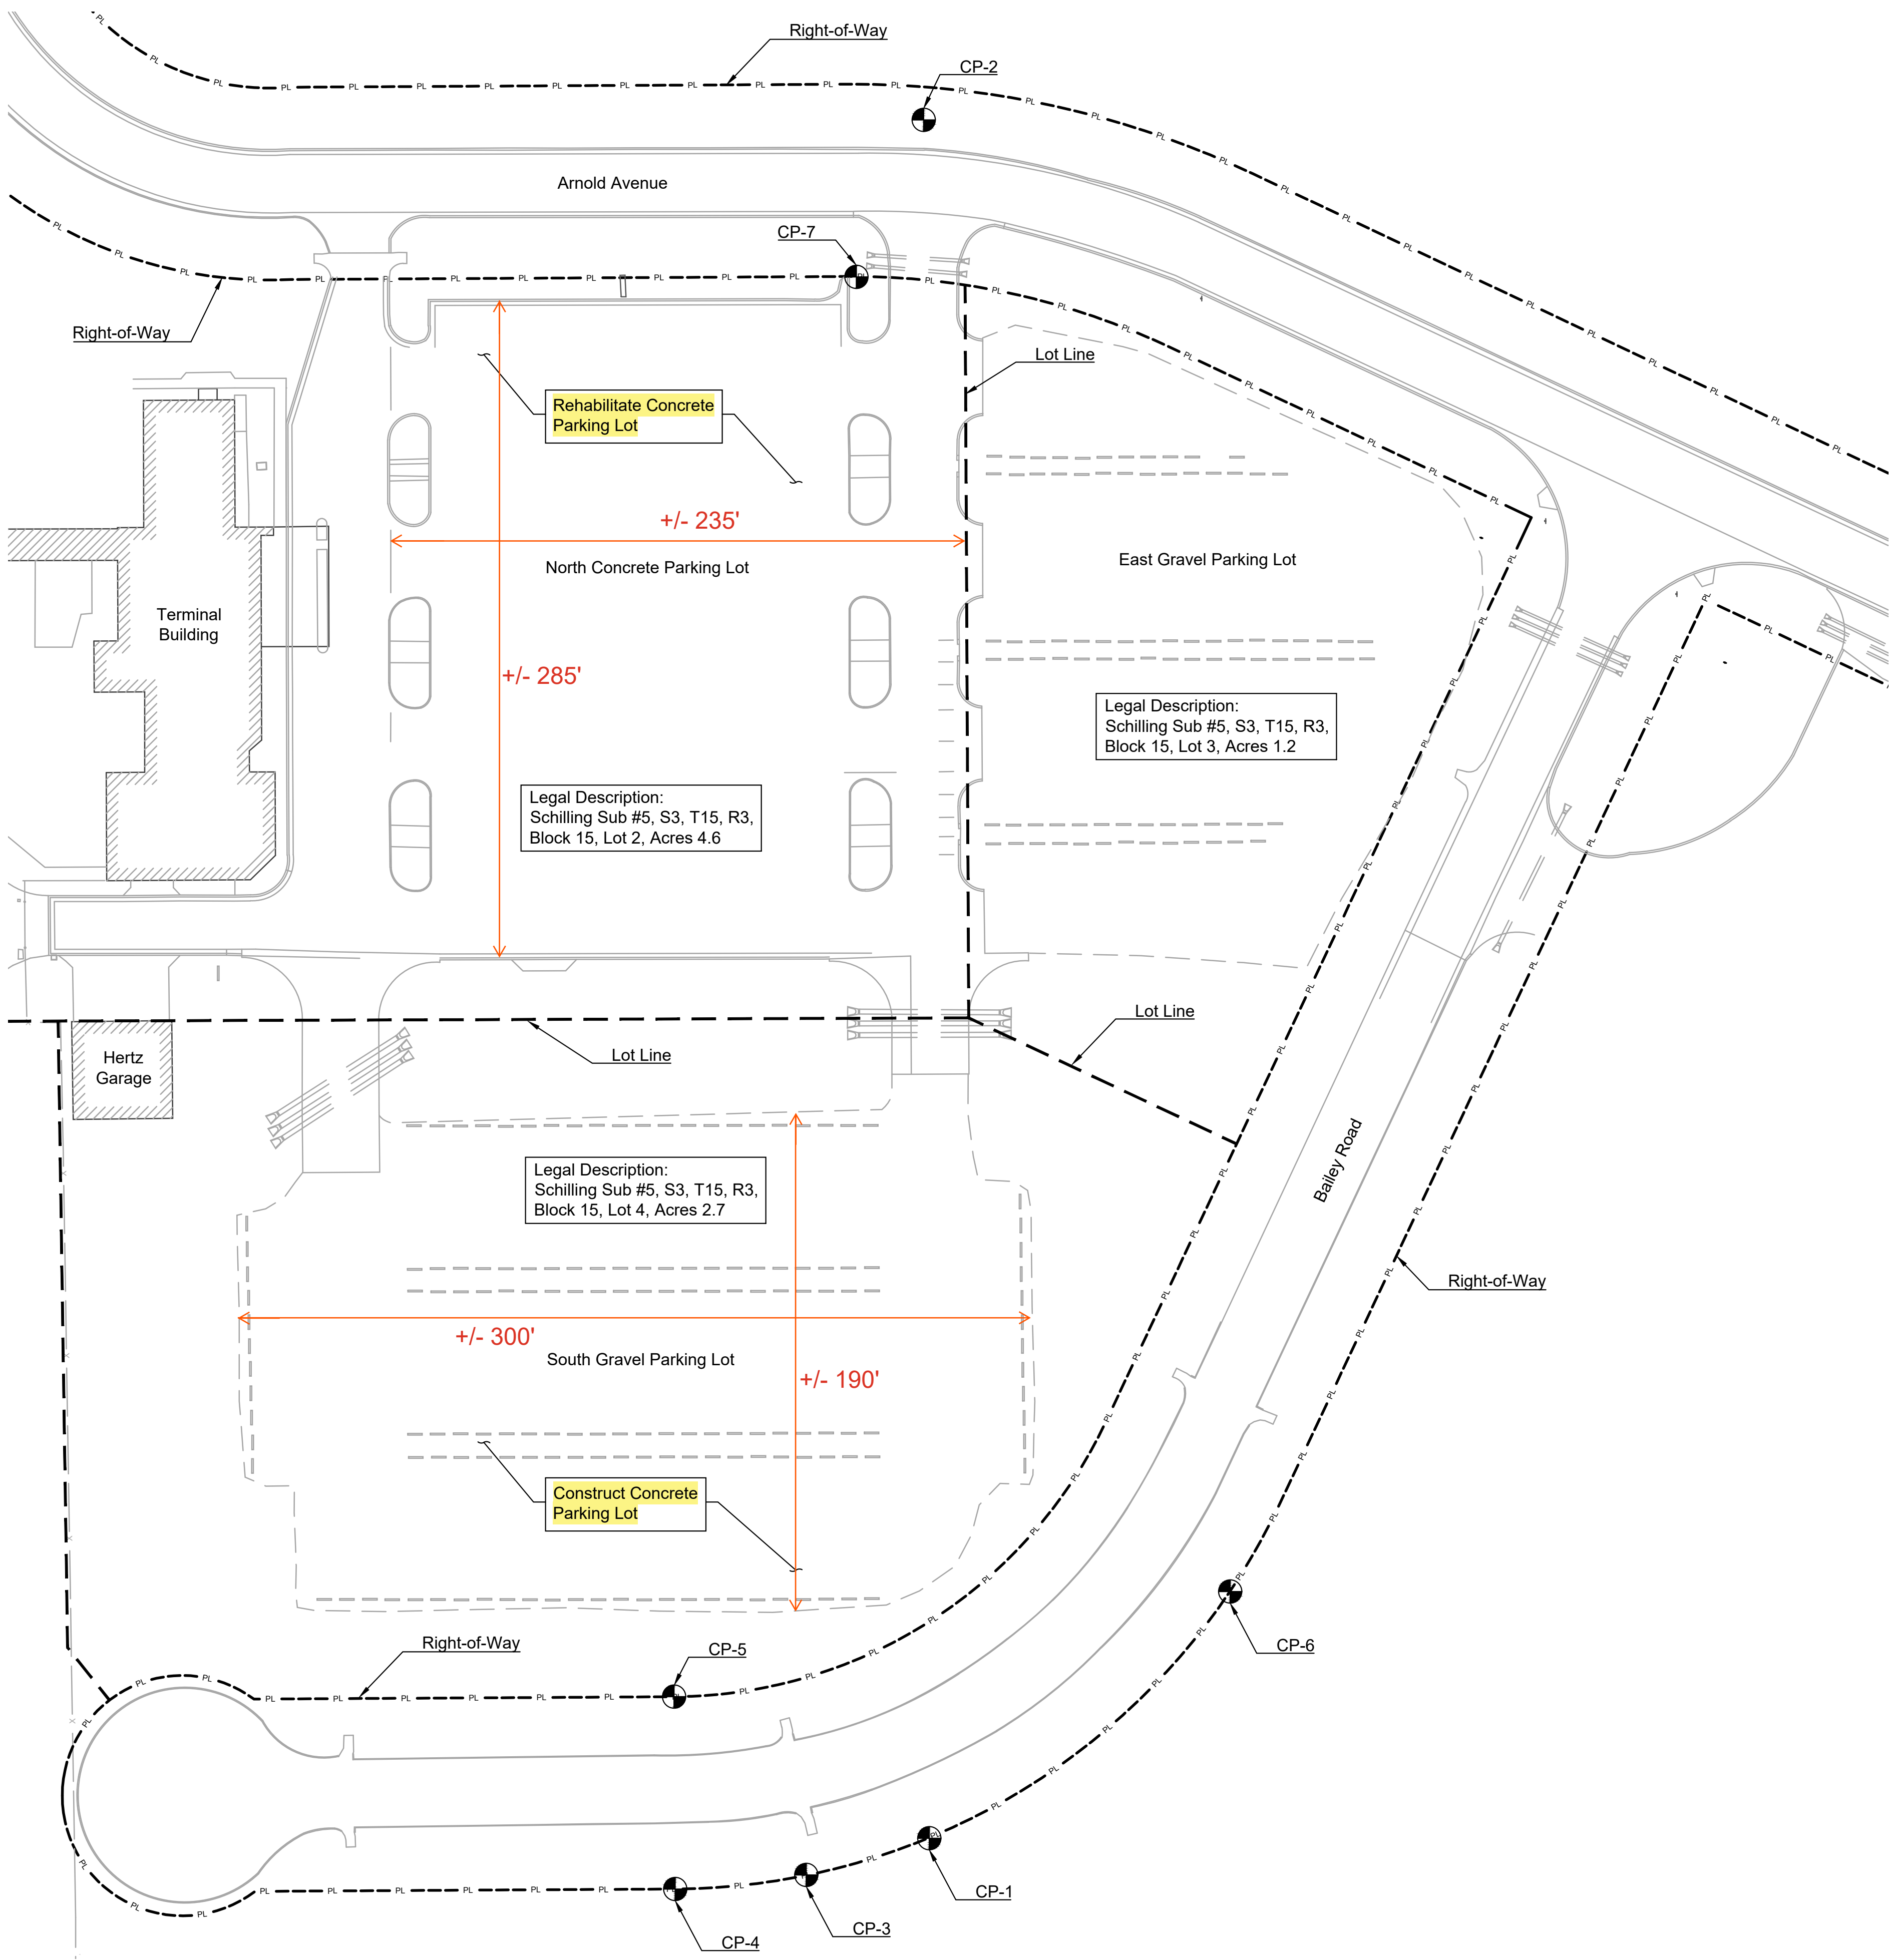 Right-of-Way
CP-2
Arnold Avenue
CP-7
Right-of-Way
Lot Line
Rehabilitate Concrete
Parking Lot
+/- 235'
North Concrete Parking Lot
East Gravel Parking Lot
Terminal
Building
+/- 285'
Legal Description:
Schilling Sub #5, S3, T15, R3,
Block 15, Lot 3, Acres 1.2
Legal Description:
Schilling Sub #5, S3, T15, R3,
Block 15, Lot 2, Acres 4.6
Lot Line
Lot Line
Hertz
Garage
Bailey Road
Legal Description:
Schilling Sub #5, S3, T15, R3,
Block 15, Lot 4, Acres 2.7
Right-of-Way
+/- 300'
South Gravel Parking Lot
+/- 190'
Construct Concrete
Parking Lot
Right-of-Way
CP-5
CP-6
CP-1
CP-3
CP-4
PL